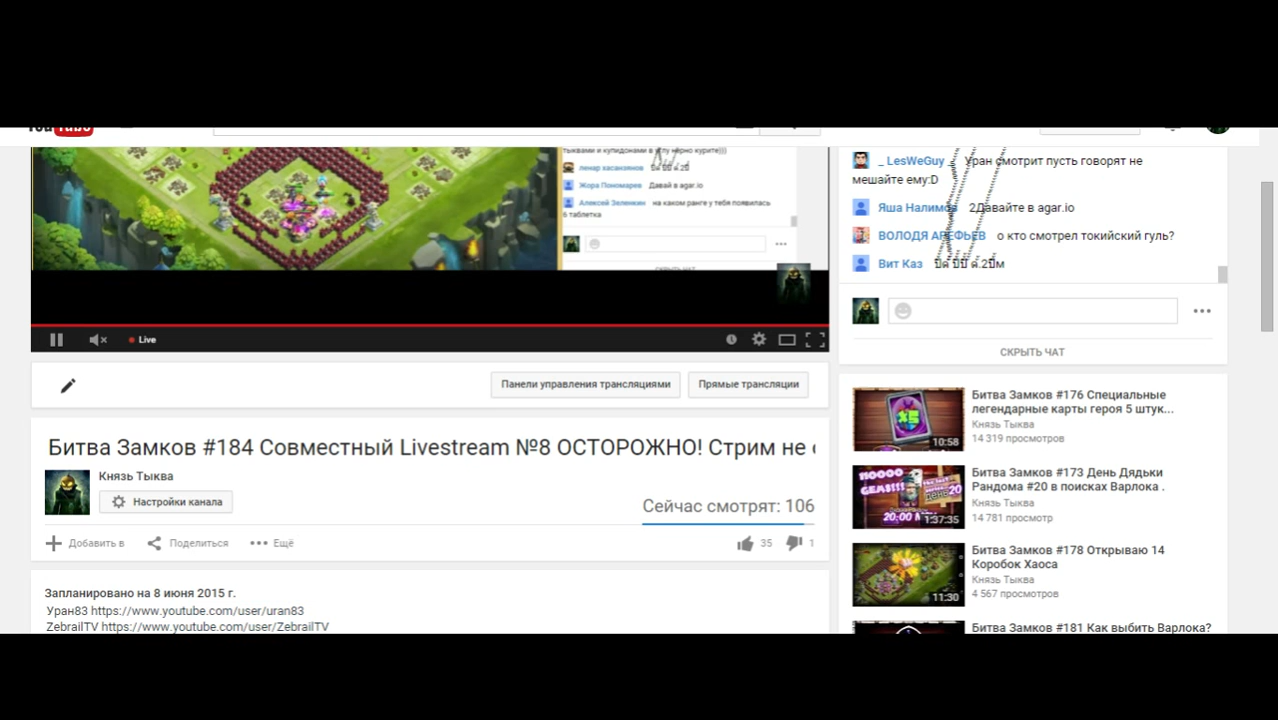 _ LesWeGuy _ Уран смотрит пусть говорят не
мешайте ему:D
Яша Налимов 2Давайте в agar.io
ВОЛОДЯ АРЕФЬЕВ о кто смотрел токийский гуль?
Вит Каз
СКРЫТЬ ЧАТ
тыквами и купидонами в углу нерно курите)))
ленар хасанзянов
Жора Пономарев Давай в agar.io
Алексей Зеленкин на каком ранге у тебя появилась
6 таблетка
Live
Панели управления трансляциями
Прямые трансляции
Битва Замков #184 Совместный Livestream №8 ОСТОРОЖНО! Стрим не
Князь Тыква
Настройки канала
Сейчас смотрят: 106
Добавить в
Поделиться
Ещё
35
1
Запланировано на 8 июня 2015 г.
Уран83 https://www.youtube.com/user/uran83
ZebrailTV https://www.youtube.com/user/ZebrailTV
10:58
Битва Замков #176 Специальные
легендарные карты героя 5 штук...
Князь Тыква
14 319 просмотров
1:37:35
Битва Замков #173 День Дядьки
Рандома #20 в поисках Варлока .
Князь Тыква
14 781 просмотр
11:30
Битва Замков #178 Открываю 14
Коробок Хаоса
Князь Тыква
4 567 просмотров
Битва Замков #181 Как выбить Варлока?